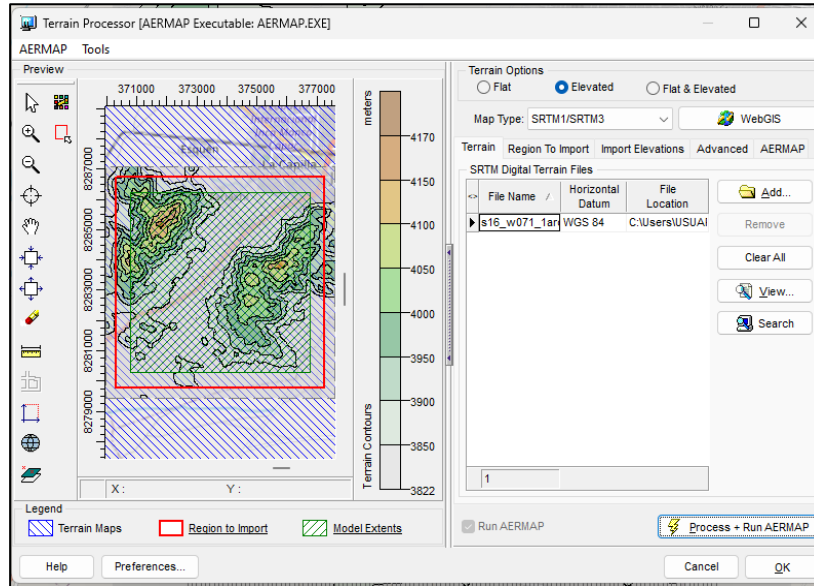 Terrain Processor [AERMAP Executable: AERMAP.EXE]
AERMAP Tools
Preview
371000 373000 375000 377000
8287000
8285000
8283000
8281000
8279000
International
Inca Manco
Esquen
La Capilla
X : Y :
meters
4170
4150
4100
4050
4000
3950
3900
3850
3822
Terrain Contours
Legend
Terrain Maps Region to Import Model Extents
Terrain Options
Flat Elevated Flat & Elevated
Map Type: SRTM1/SRTM3 WebGIS
Terrain Region To Import Import Elevations Advanced AERMAP
SRTM Digital Terrain Files
<> File Name Horizontal Datum File Location
s16_w071_1ar WGS 84 C:\Users\USUA
1
Add...
Remove
Clear All
View...
Search
Run AERMAP Process + Run AERMAP
Help Preferences... Cancel OK